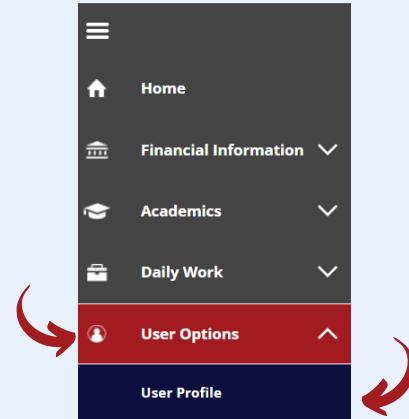 Home
Financial Information
Academics
Daily Work
User Options
User Profile